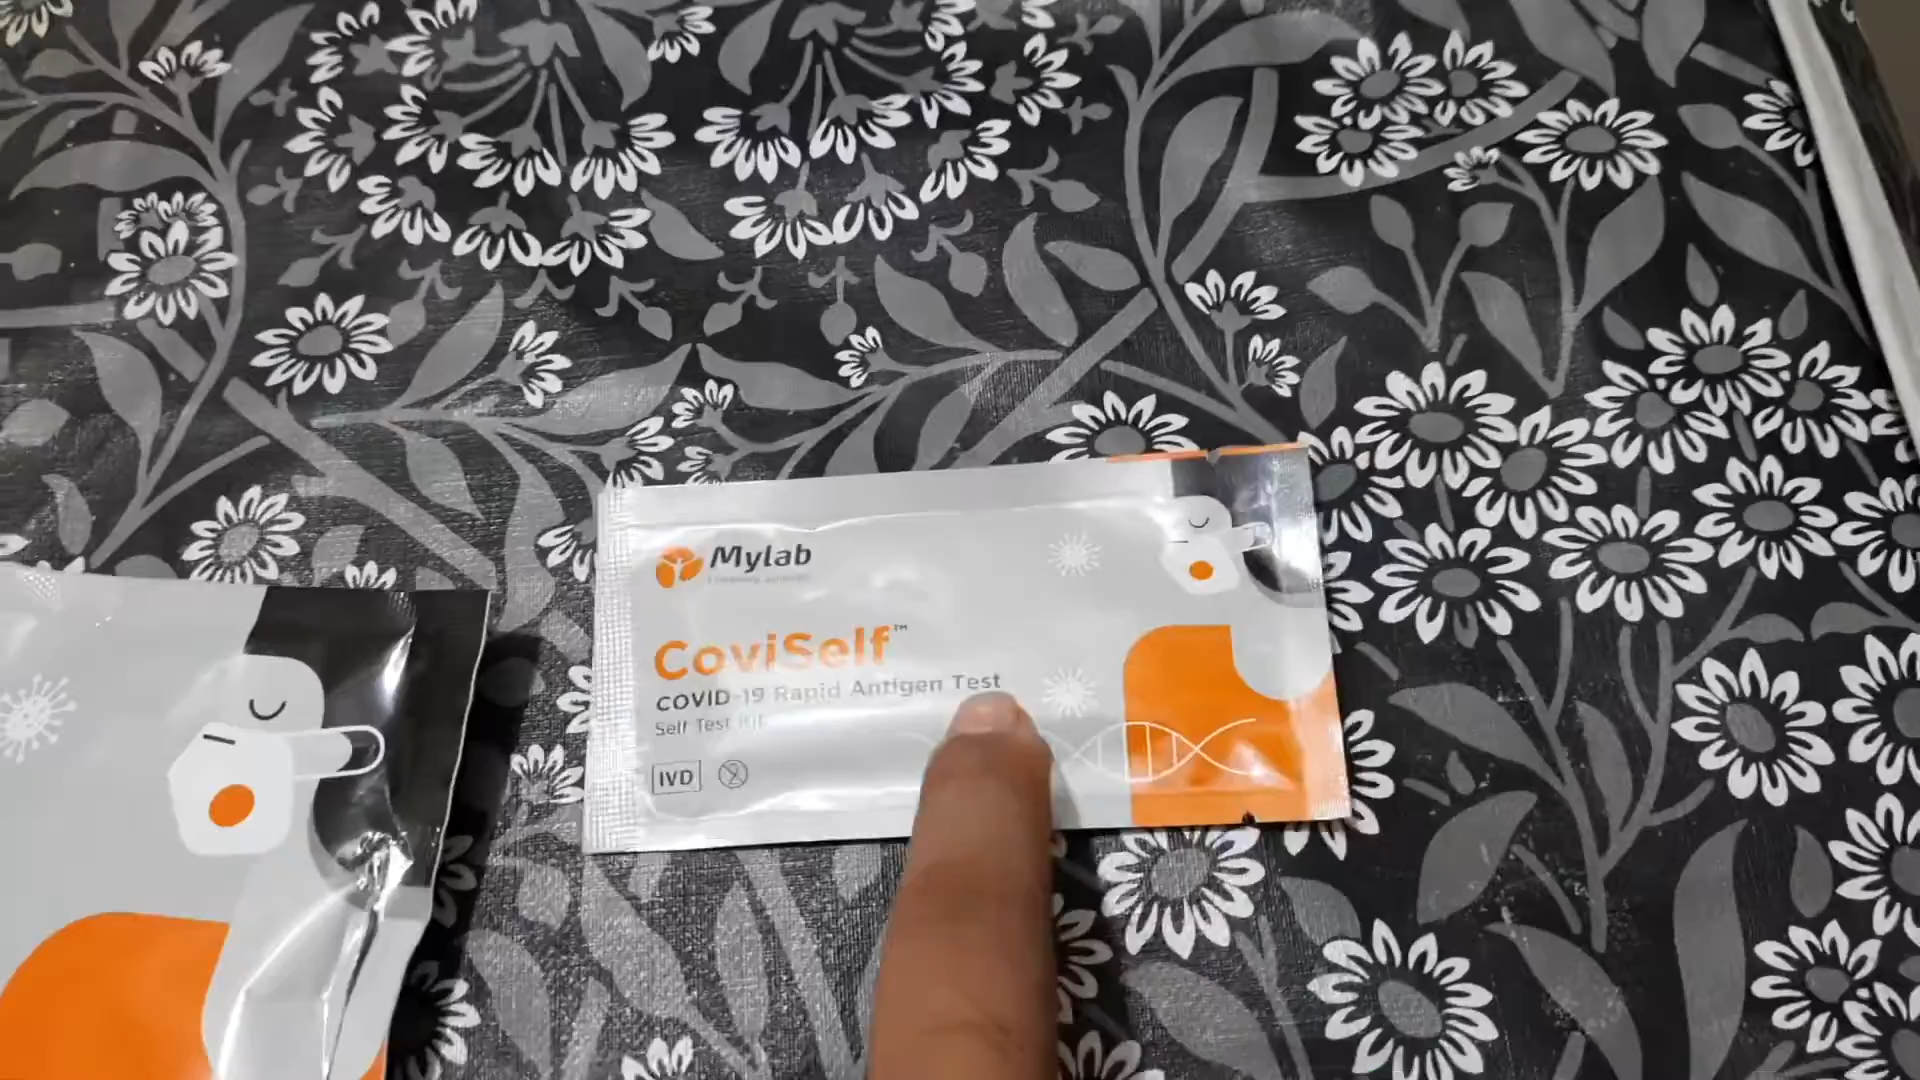 Mylab
CoviSelf™
COVID-19 Rapid Antigen Test
Self Test Kit
IVD